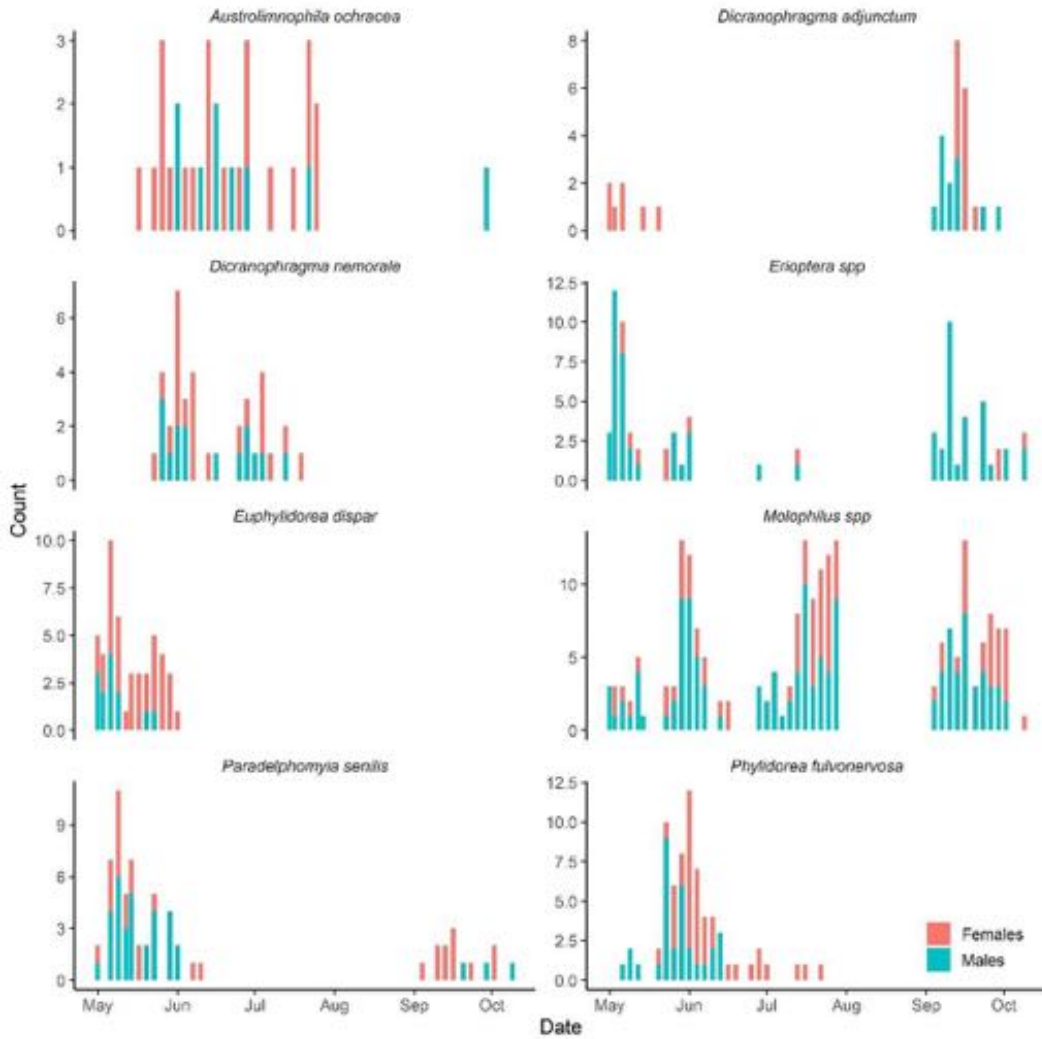 Austrolimnophila ochracea
Dicranophragma adjunctum
3
2
1
0
8
6
4
2
0
Dicranophragma nemorale
Erioptera spp
6
4
2
0
12.5
10.0
7.5
5.0
2.5
0.0
Count
Euphylidorea dispar
Molophilus spp
10.0
7.5
5.0
2.5
0.0
10
5
0
Paradelphomyia senilis
Phylidorea fulvonervosa
9
6
3
0
12.5
10.0
7.5
5.0
2.5
0.0
Females
Males
May Jun Jul Aug Sep Oct
May Jun Jul Aug Sep Oct
Date